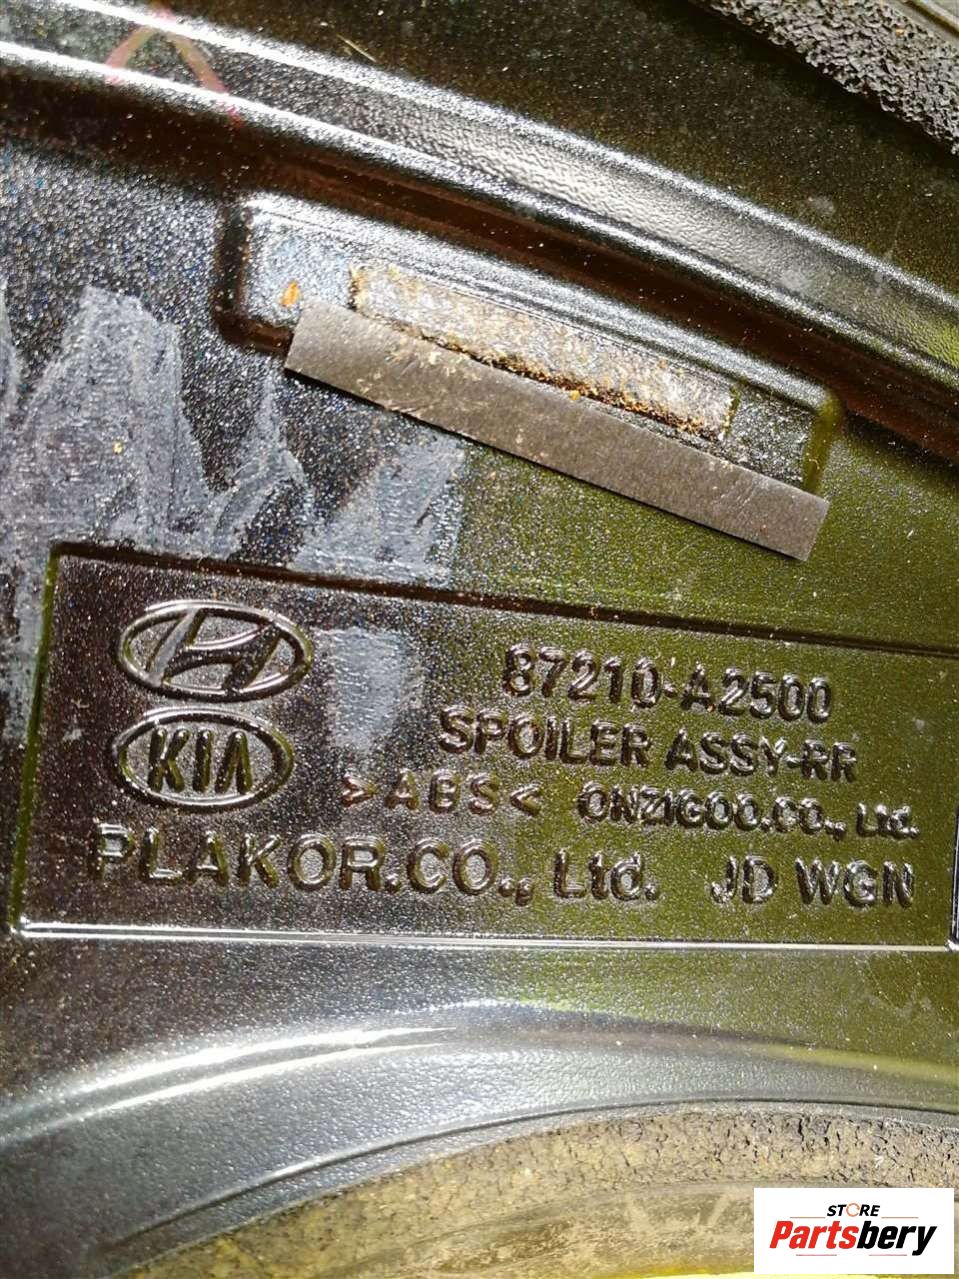 87210-A2500
KIA
SPOILER ASSY-RR
>ABS< ONZIGOO.CO., Ltd.
PLAKOR.CO., Ltd. JD WGN
STORE
Partsbery